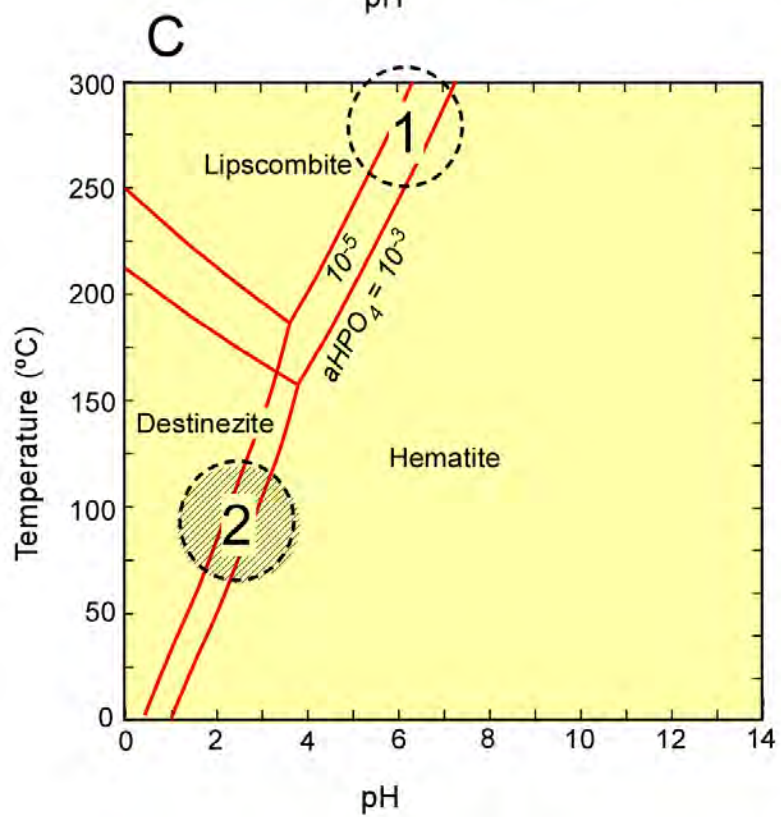 pH
C
300
250
200
150
100
50
0
Temperature (ºC)
Lipscombite
1
10⁻⁵
aHPO₄ = 10⁻³
Destinezite
Hematite
2
0 2 4 6 8 10 12 14
pH